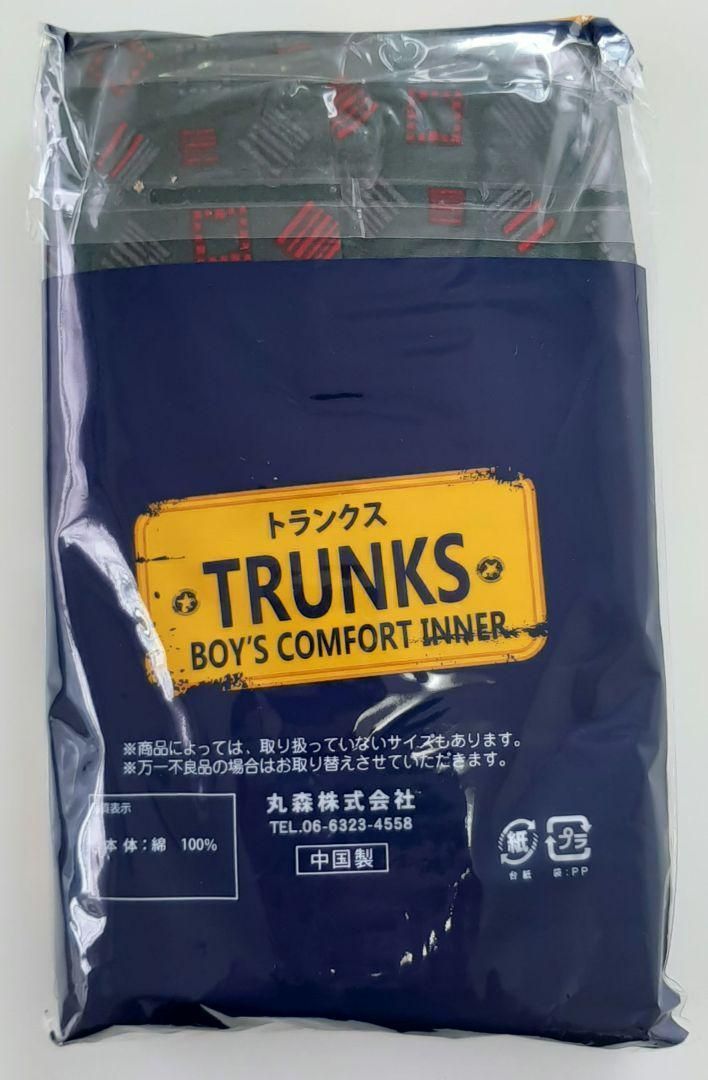 トランクス
TRUNKS
BOY'S COMFORT INNER
※商品によっては、取り扱っていないサイズもあります。
※万一不良品の場合はお取り替えさせていただきます。
質表示
本体：綿 100%
丸森株式会社
TEL.06-6323-4558
中国製
紙
台紙
プラ
袋：PP